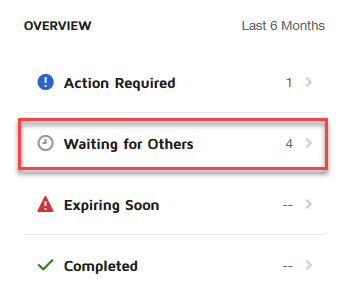 OVERVIEW Last 6 Months
Action Required 1
Waiting for Others 4
Expiring Soon --
Completed --